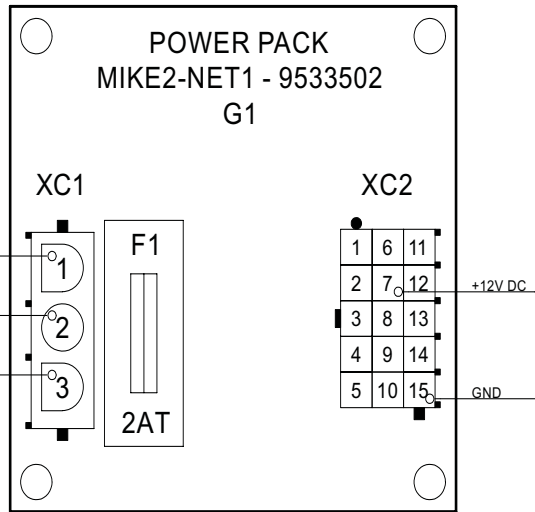 POWER PACK
MIKE2-NET1 - 9533502
G1
XC1
XC2
F1
2AT
1
2
3
1 6 11
2 7 12
3 8 13
4 9 14
5 10 15
+12V DC
GND